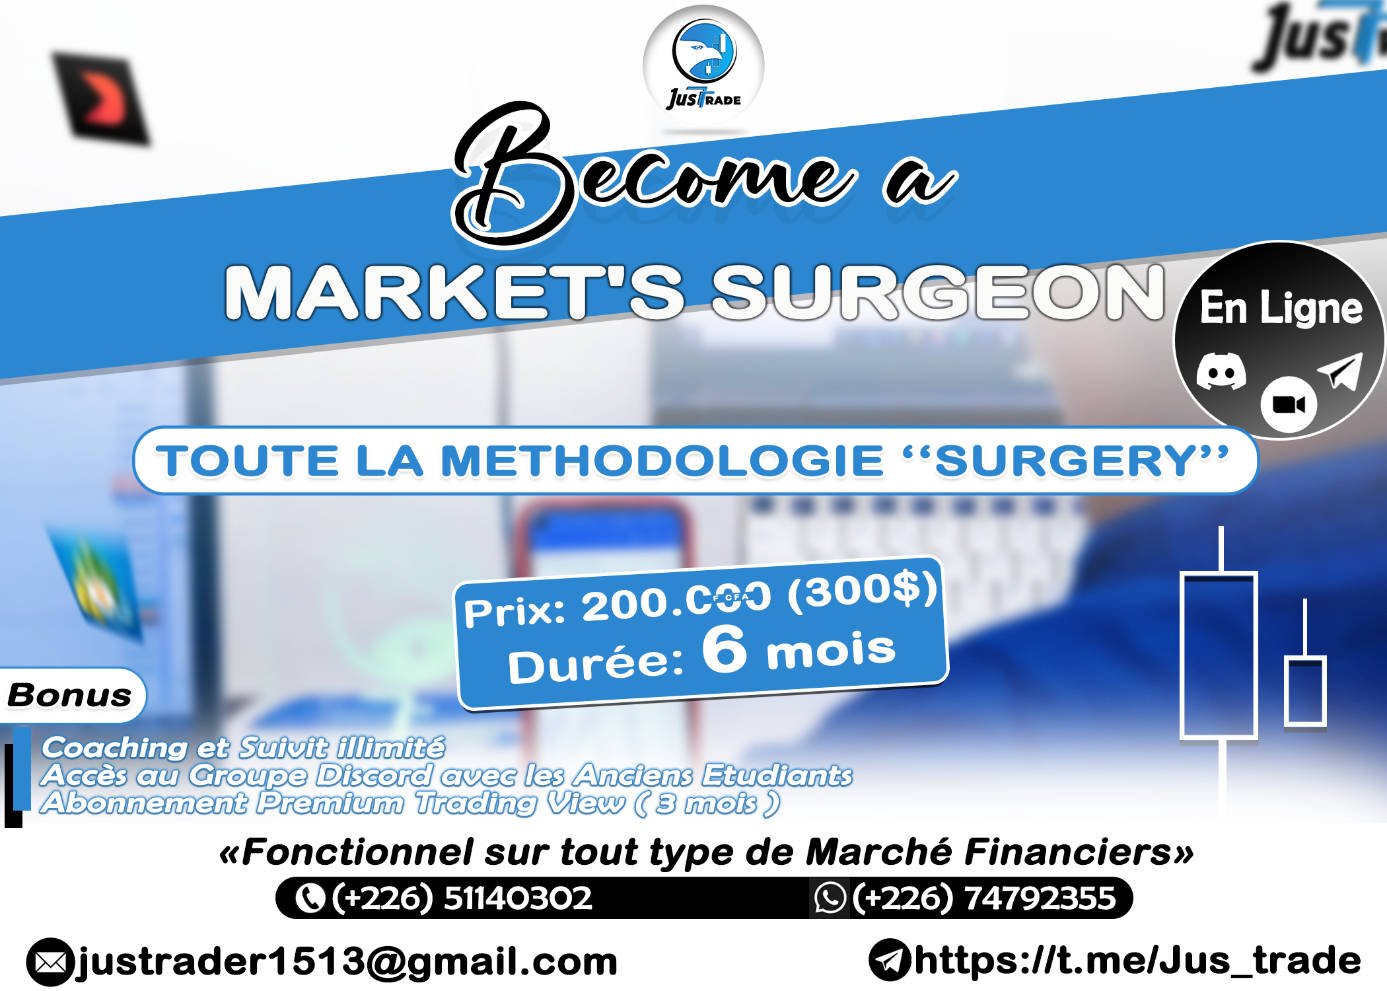 JusTRADE
JusT
Become a
MARKET'S SURGEON
En Ligne
TOUTE LA METHODOLOGIE ‘‘SURGERY’’
Prix: 200.000 (300$)
F CFA
Durée: 6 mois
Bonus
Coaching et Suivit illimité
Accès au Groupe Discord avec les Anciens Etudiants
Abonnement Premium Trading View ( 3 mois )
«Fonctionnel sur tout type de Marché Financiers»
(+226) 51140302
(+226) 74792355
justrader1513@gmail.com
https://t.me/Jus_trade